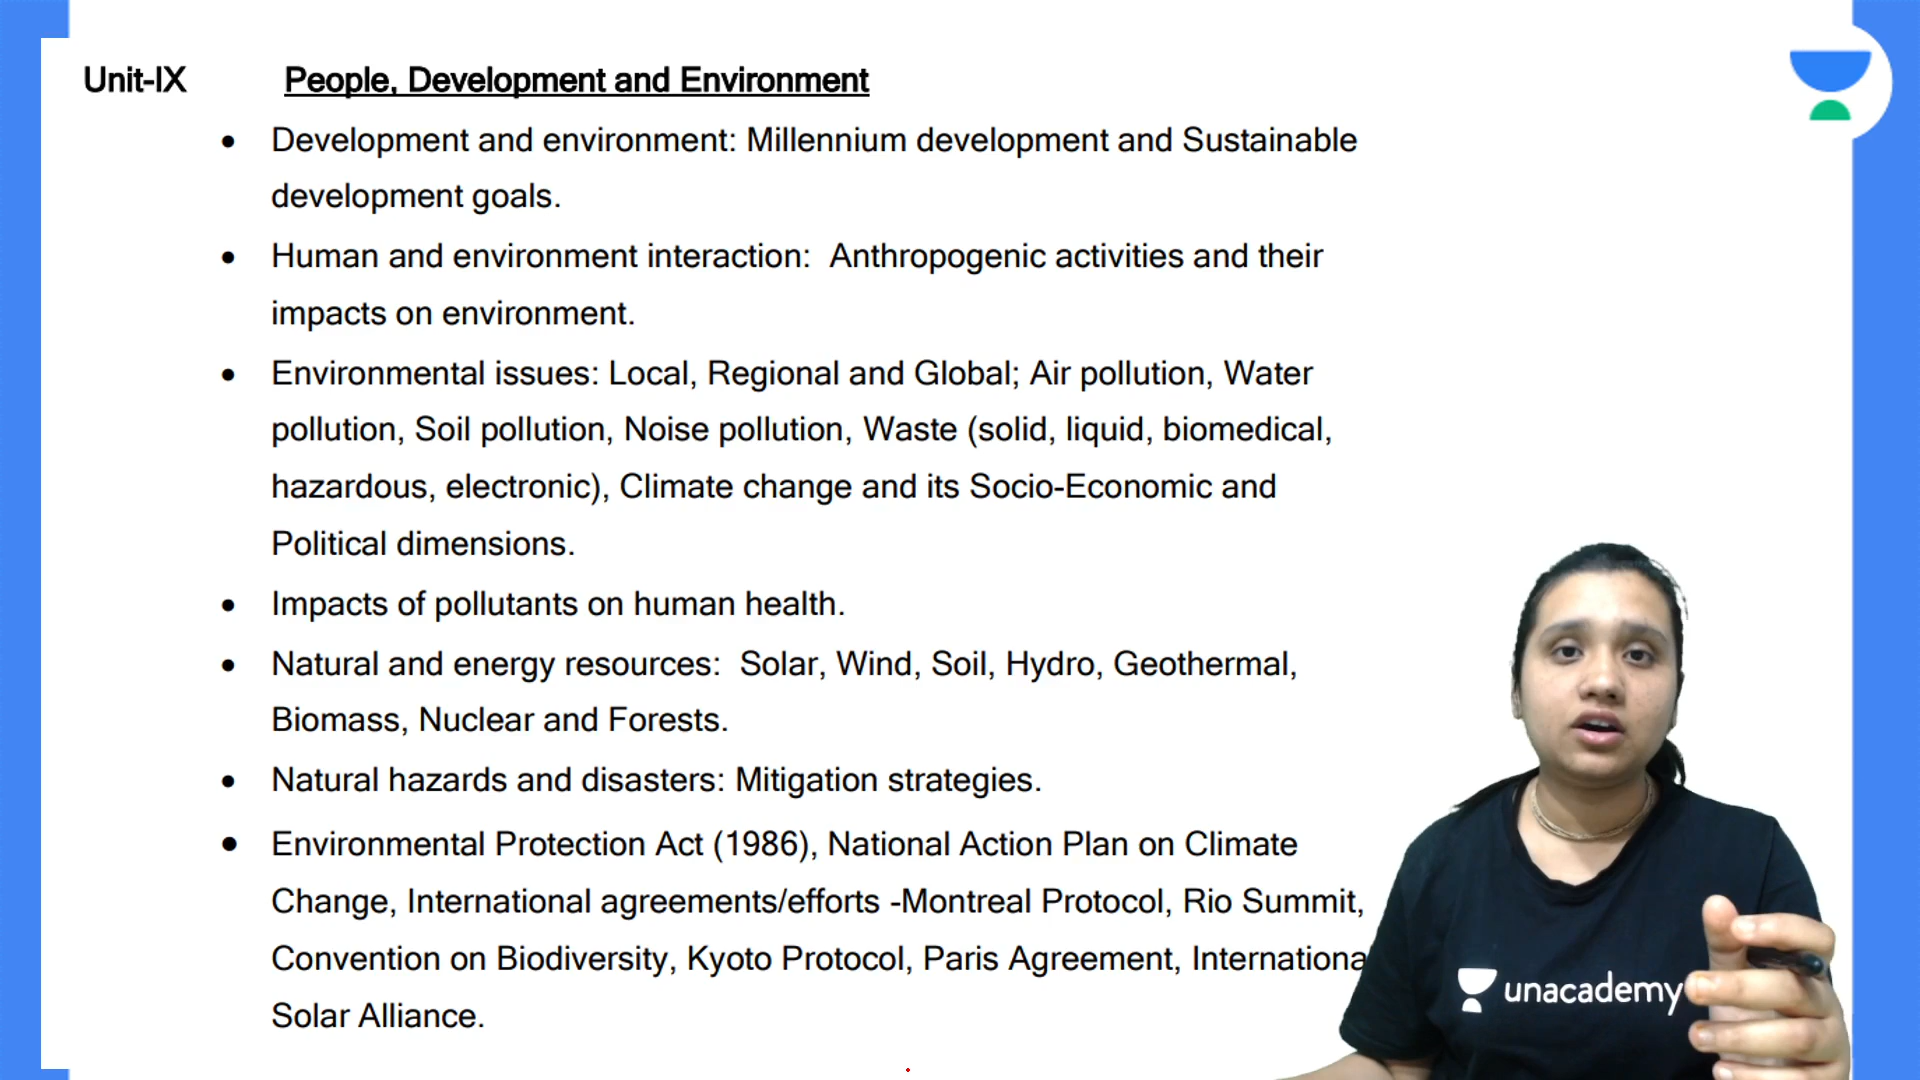 Unit-IX People, Development and Environment
• Development and environment: Millennium development and Sustainable
development goals.
• Human and environment interaction: Anthropogenic activities and their
impacts on environment.
• Environmental issues: Local, Regional and Global; Air pollution, Water
pollution, Soil pollution, Noise pollution, Waste (solid, liquid, biomedical,
hazardous, electronic), Climate change and its Socio-Economic and
Political dimensions.
• Impacts of pollutants on human health.
• Natural and energy resources: Solar, Wind, Soil, Hydro, Geothermal,
Biomass, Nuclear and Forests.
• Natural hazards and disasters: Mitigation strategies.
• Environmental Protection Act (1986), National Action Plan on Climate
Change, International agreements/efforts -Montreal Protocol, Rio Summit,
Convention on Biodiversity, Kyoto Protocol, Paris Agreement, Internationa
Solar Alliance.
unacademy